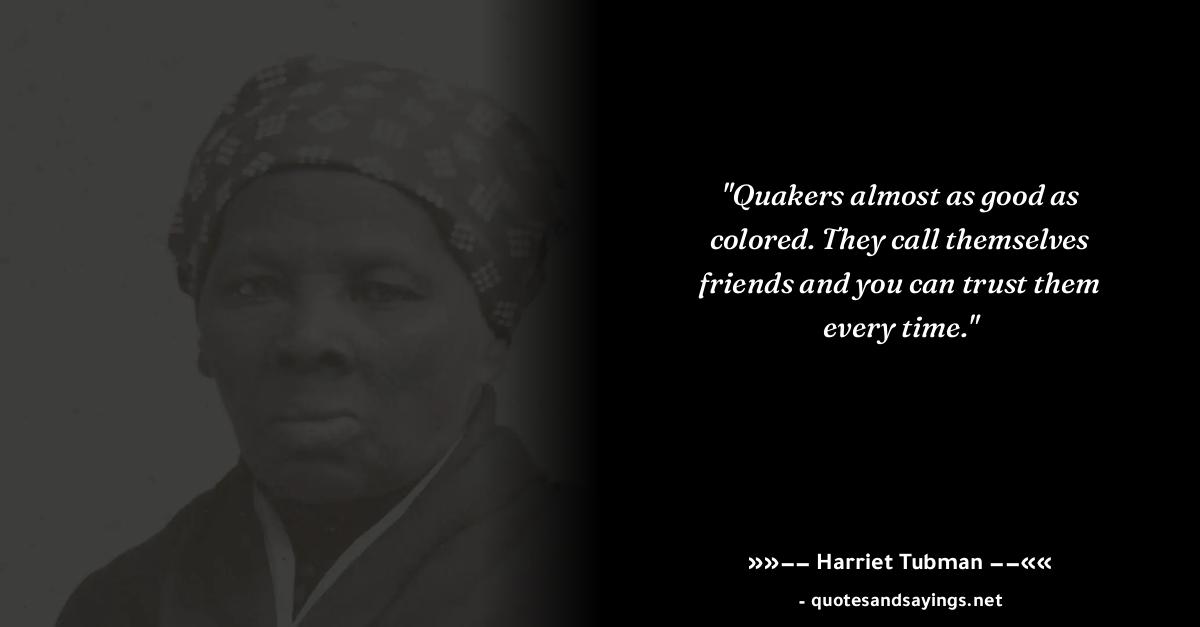 "Quakers almost as good as
colored. They call themselves
friends and you can trust them
every time."
»»–– Harriet Tubman ––««
- quotesandsayings.net